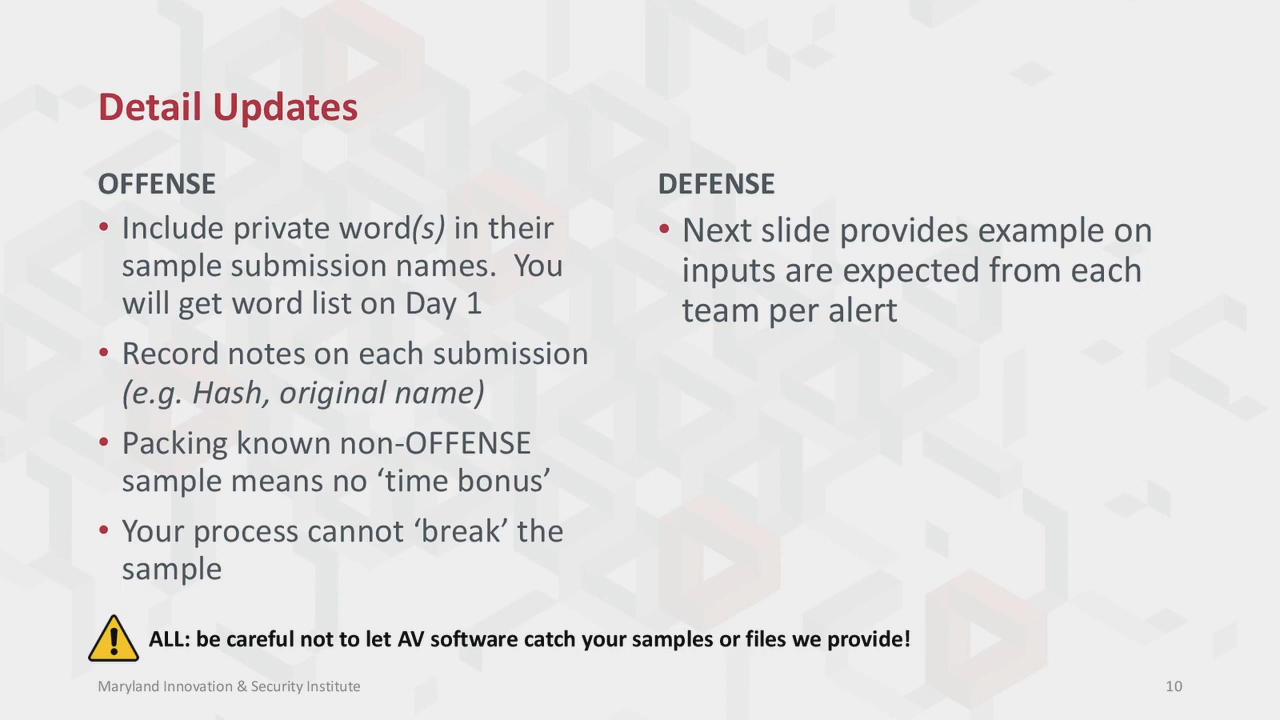 Detail Updates
OFFENSE
• Include private word(s) in their
sample submission names.  You
will get word list on Day 1
• Record notes on each submission
(e.g. Hash, original name)
• Packing known non-OFFENSE
sample means no ‘time bonus’
• Your process cannot ‘break’ the
sample
DEFENSE
• Next slide provides example on
inputs are expected from each
team per alert
ALL: be careful not to let AV software catch your samples or files we provide!
Maryland Innovation & Security Institute
10